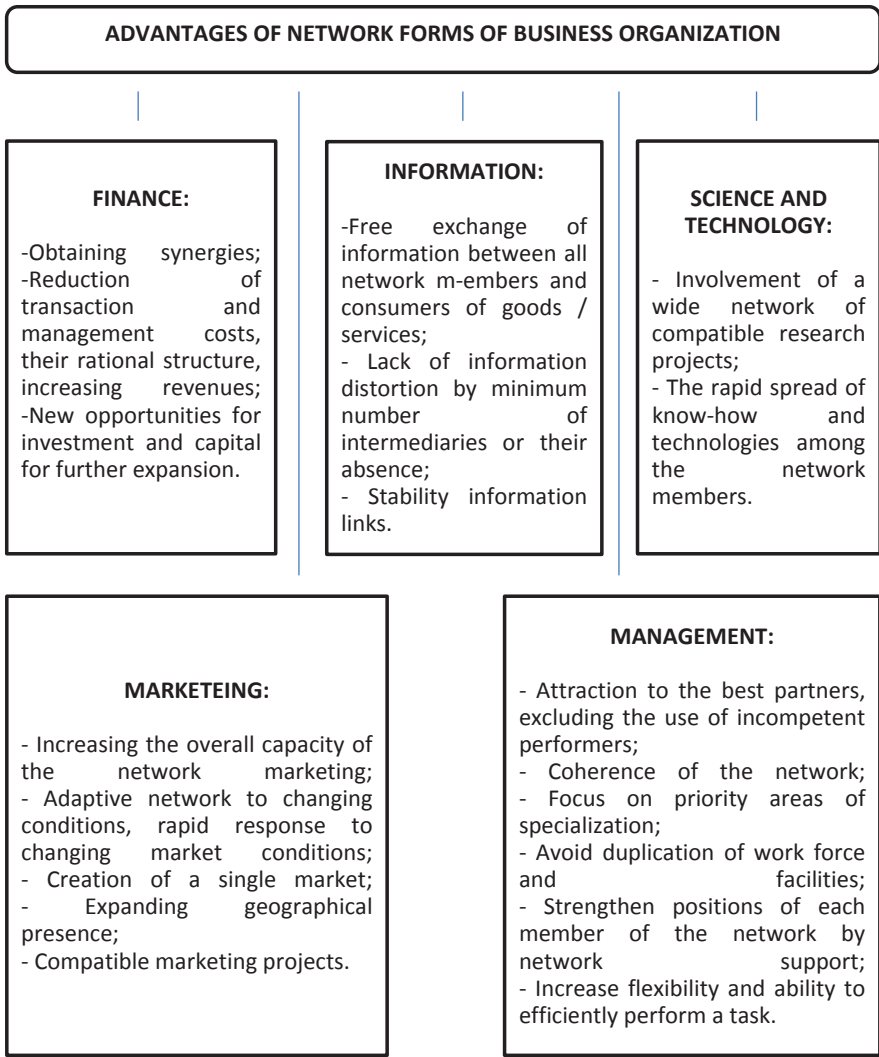 ADVANTAGES OF NETWORK FORMS OF BUSINESS ORGANIZATION
FINANCE:
-Obtaining synergies;
-Reduction of
transaction and
management costs,
their rational structure,
increasing revenues;
-New opportunities for
investment and capital
for further expansion.
INFORMATION:
-Free exchange of
information between all
network m-embers and
consumers of goods /
services;
- Lack of information
distortion by minimum
number of
intermediaries or their
absence;
- Stability information
links.
SCIENCE AND
TECHNOLOGY:
- Involvement of a
wide network of
compatible research
projects;
- The rapid spread of
know-how and
technologies among
the network
members.
MARKETEING:
- Increasing the overall capacity of
the network marketing;
- Adaptive network to changing
conditions, rapid response to
changing market conditions;
- Creation of a single market;
- Expanding geographical
presence;
- Compatible marketing projects.
MANAGEMENT:
- Attraction to the best partners,
excluding the use of incompetent
performers;
- Coherence of the network;
- Focus on priority areas of
specialization;
- Avoid duplication of work force
and facilities;
- Strengthen positions of each
member of the network by
network support;
- Increase flexibility and ability to
efficiently perform a task.